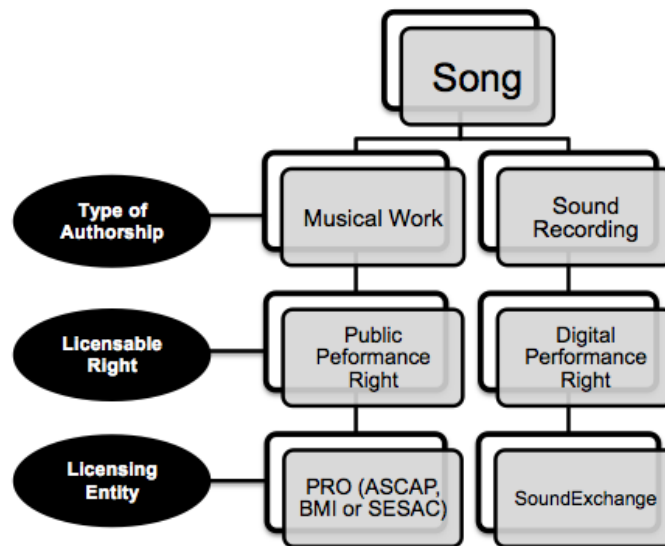 Song
Type of
Authorship
Musical Work
Sound
Recording
Licensable
Right
Public
Peformance
Right
Digital
Performance
Right
Licensing
Entity
PRO (ASCAP,
BMI or SESAC)
SoundExchange